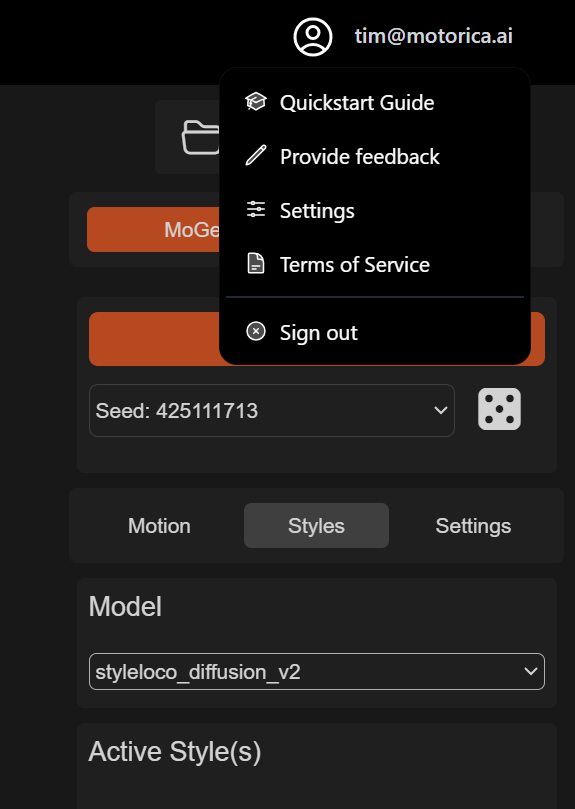 tim@motorica.ai
Quickstart Guide
Provide feedback
Settings
Terms of Service
Sign out
MoGe
Seed: 425111713
Motion
Styles
Settings
Model
styleloco_diffusion_v2
Active Style(s)